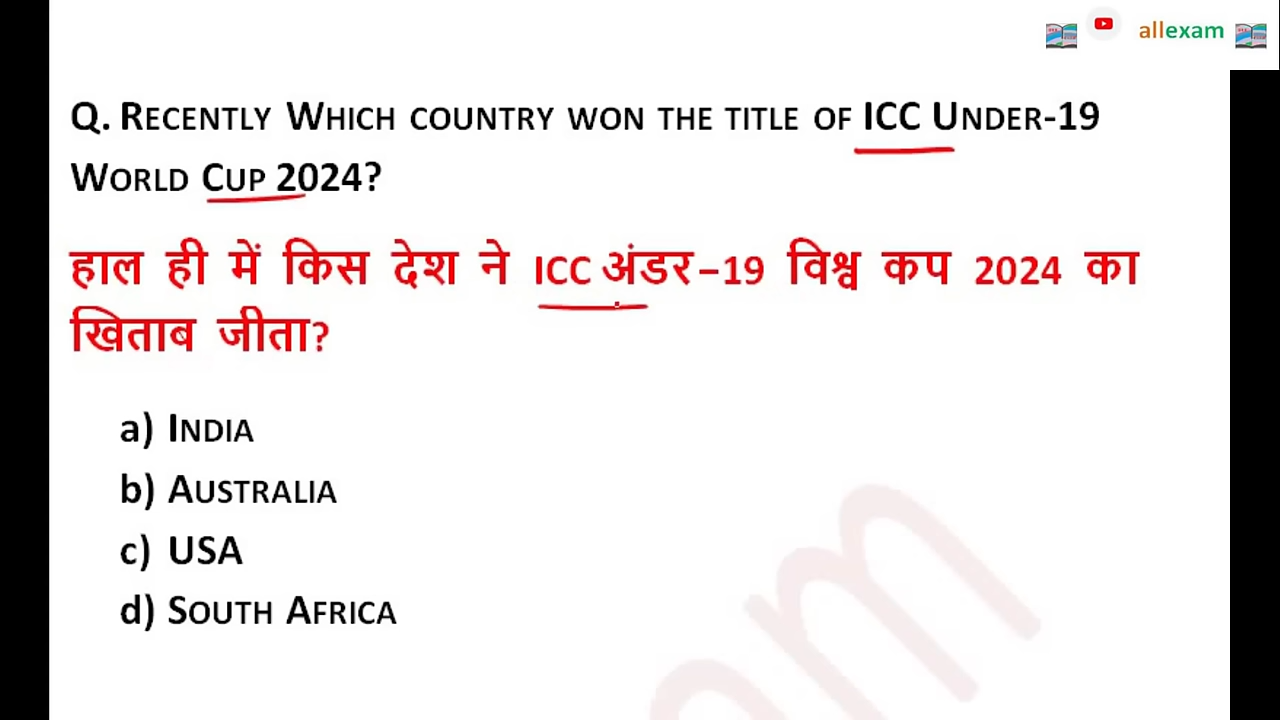 allexam
Q. Recently Which country won the title of ICC Under-19
World Cup 2024?
हाल ही में किस देश ने ICC अंडर-19 विश्व कप 2024 का
खिताब जीता?
a) India
b) Australia
c) USA
d) South Africa
am